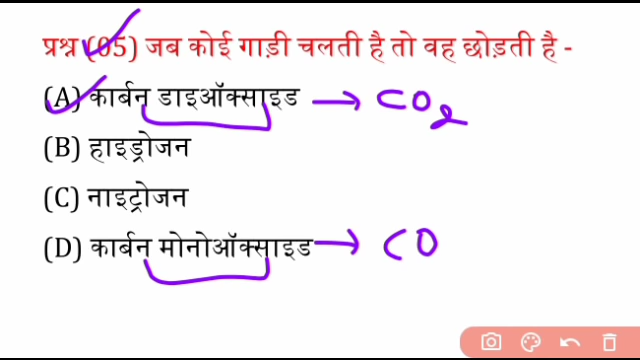 प्रश्न (05) जब कोई गाड़ी चलती है तो वह छोड़ती है -
(A) कार्बन डाइऑक्साइड → CO₂
(B) हाइड्रोजन
(C) नाइट्रोजन
(D) कार्बन मोनोऑक्साइड → CO